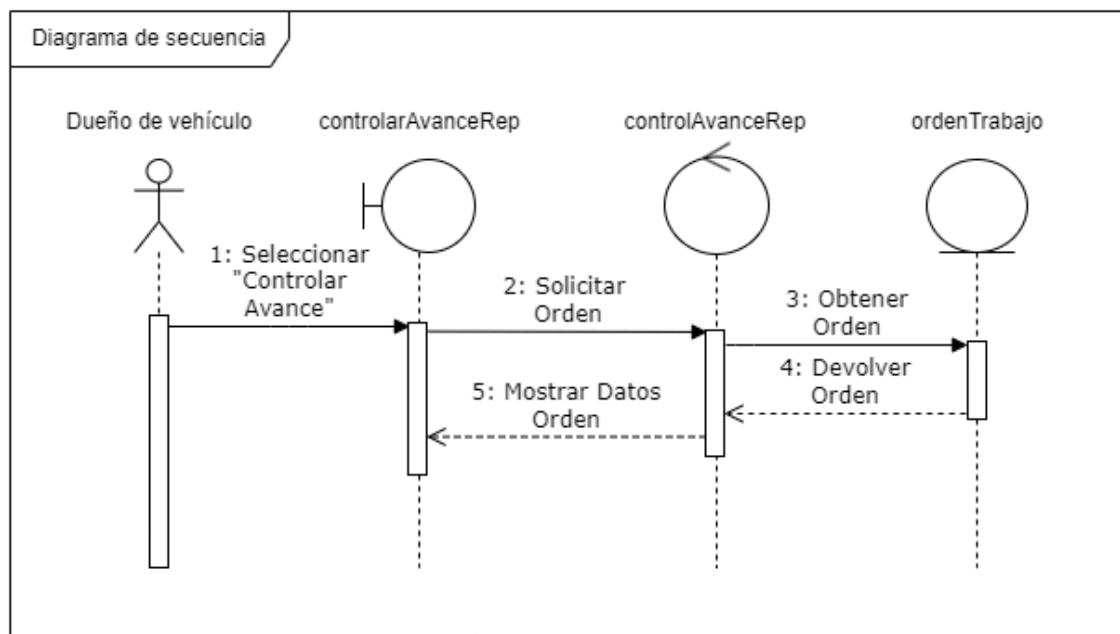 Diagrama de secuencia
Dueño de vehículo
controlarAvanceRep
controlAvanceRep
ordenTrabajo
1: Seleccionar
"Controlar
Avance"
2: Solicitar
Orden
3: Obtener
Orden
4: Devolver
Orden
5: Mostrar Datos
Orden